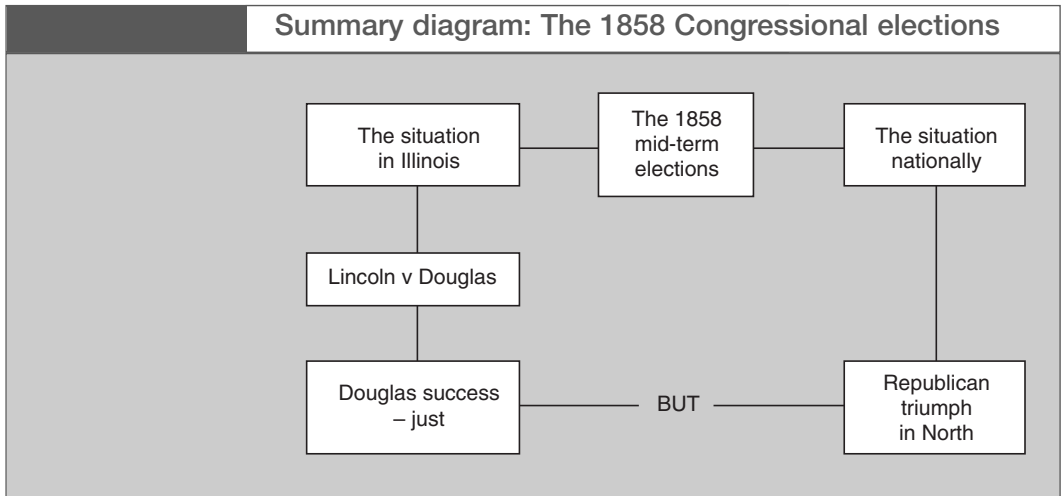 Summary diagram: The 1858 Congressional elections
The situation
in Illinois
The 1858
mid-term
elections
The situation
nationally
Lincoln v Douglas
Douglas success
– just
BUT
Republican
triumph
in North